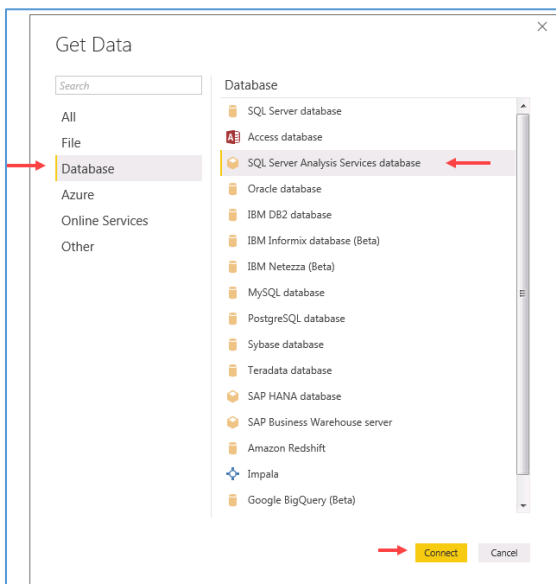 Get Data
Search
All
File
Database
Azure
Online Services
Other
Database
SQL Server database
Access database
SQL Server Analysis Services database
Oracle database
IBM DB2 database
IBM Informix database (Beta)
IBM Netezza (Beta)
MySQL database
PostgreSQL database
Sybase database
Teradata database
SAP HANA database
SAP Business Warehouse server
Amazon Redshift
Impala
Google BigQuery (Beta)
Connect
Cancel